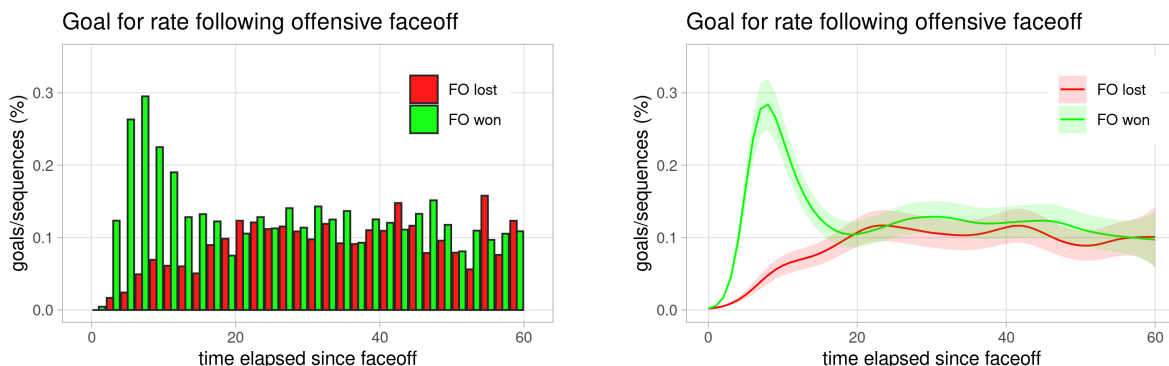 Goal for rate following offensive faceoff
goals/sequences (%)
0.3
0.2
0.1
0.0
FO lost
FO won
0
20
40
60
time elapsed since faceoff
Goal for rate following offensive faceoff
goals/sequences (%)
0.3
0.2
0.1
0.0
FO lost
FO won
0
20
40
60
time elapsed since faceoff